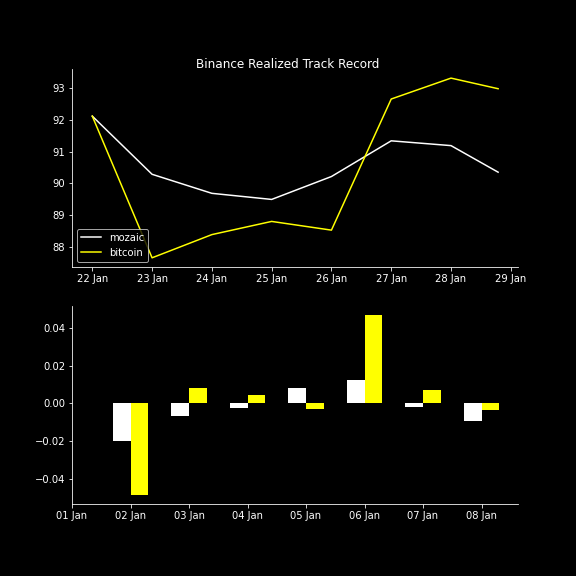 Binance Realized Track Record
93
92
91
90
89
88
mozaic
bitcoin
22 Jan 23 Jan 24 Jan 25 Jan 26 Jan 27 Jan 28 Jan 29 Jan
0.04
0.02
0.00
−0.02
−0.04
01 Jan 02 Jan 03 Jan 04 Jan 05 Jan 06 Jan 07 Jan 08 Jan